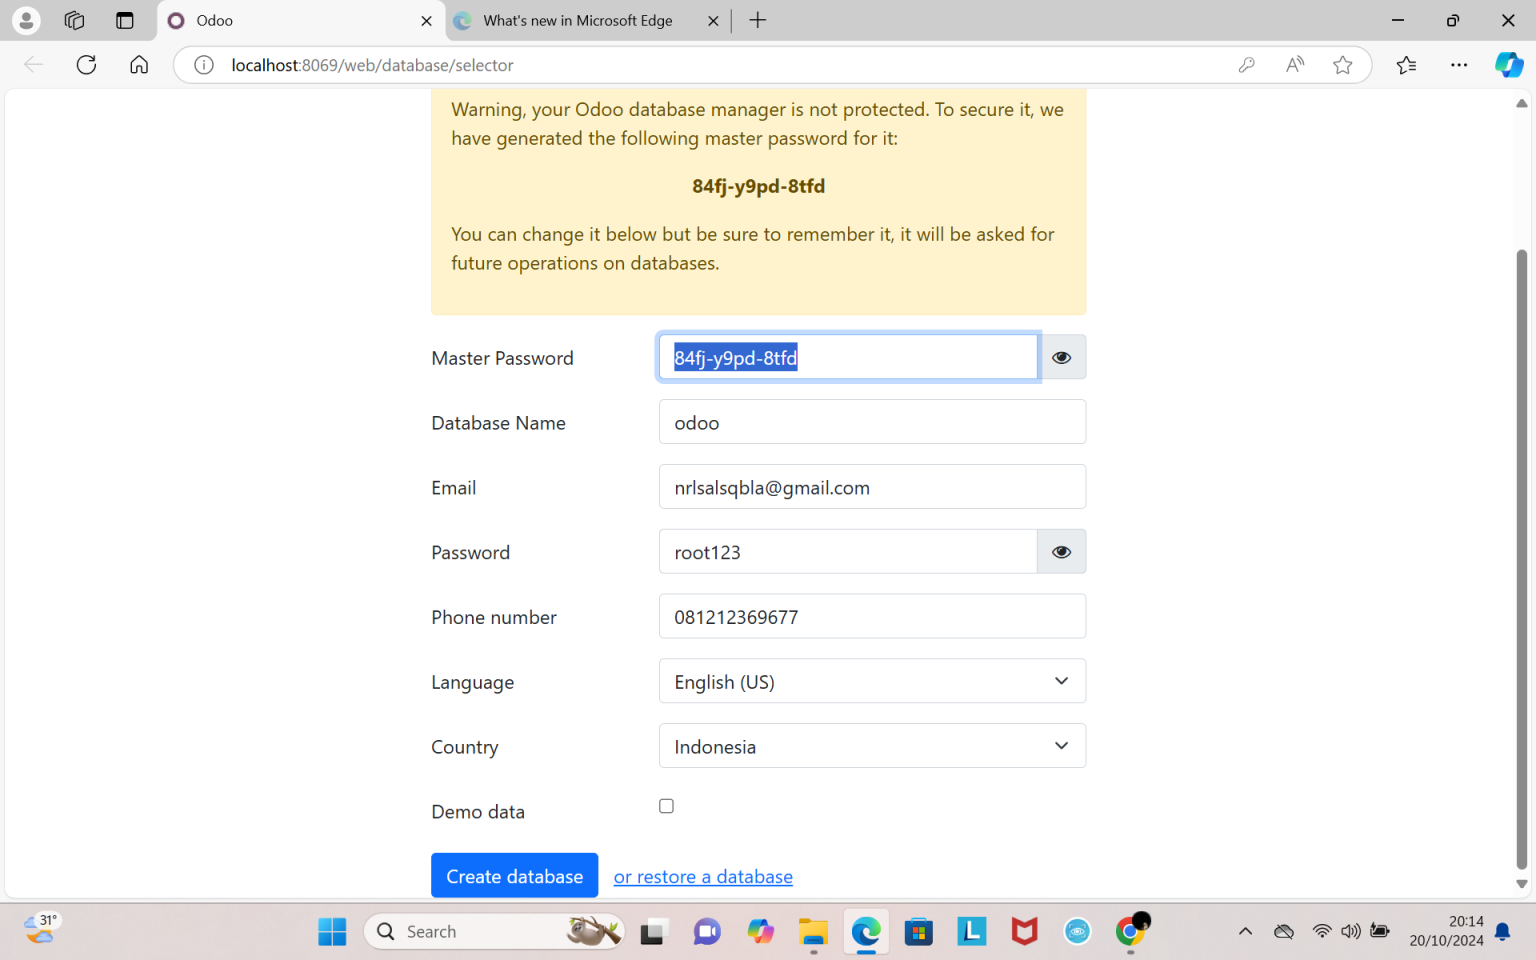 Odoo
What's new in Microsoft Edge
localhost:8069/web/database/selector
Warning, your Odoo database manager is not protected. To secure it, we
have generated the following master password for it:
84fj-y9pd-8tfd
You can change it below but be sure to remember it, it will be asked for
future operations on databases.
Master Password
84fj-y9pd-8tfd
Database Name
odoo
Email
nrlsalsqbla@gmail.com
Password
root123
Phone number
081212369677
Language
English (US)
Country
Indonesia
Demo data
Create database
or restore a database
31°
Search
L
20:14
20/10/2024